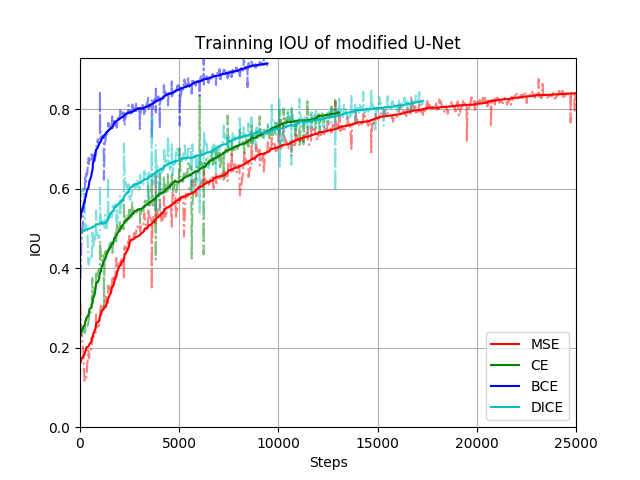 Trainning IOU of modified U-Net
IOU
0.8
0.6
0.4
0.2
0.0
0 5000 10000 15000 20000 25000
Steps
MSE
CE
BCE
DICE